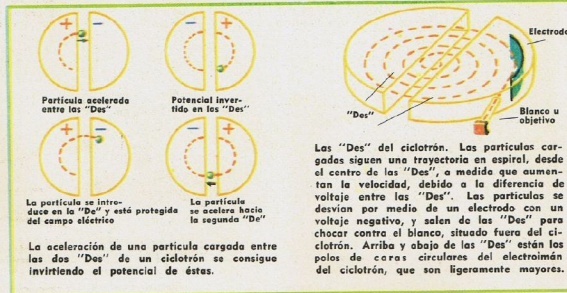 + −
− +
Partícula acelerada
entre las "Des"
Potencial inver-
tido en los "Des"
+ −
− +
La partícula se intro-
duce en la "De" y está protegida
del campo eléctrico
La partícula
se acelera hacia
la segunda "De"
La aceleración de una partícula cargada entre
las dos "Des" de un ciclotrón se consigue
invirtiendo el potencial de éstas.
Electrodo
"Des"
Blanco u
objetivo
Las "Des" del ciclotrón. Las partículas car-
gadas siguen una trayectoria en espiral, desde
el centro de las "Des", a medida que aumen-
tan la velocidad, debido a la diferencia de
voltaje entre las "Des". Las partículas se
desvían por medio de un electrodo con un
voltaje negativo, y salen de las "Des" para
chocar contra el blanco, situado fuera del ci-
clotrón. Arriba y abajo de las "Des" están los
polos de caras circulares del electroimán
del ciclotrón, que son ligeramente mayores.